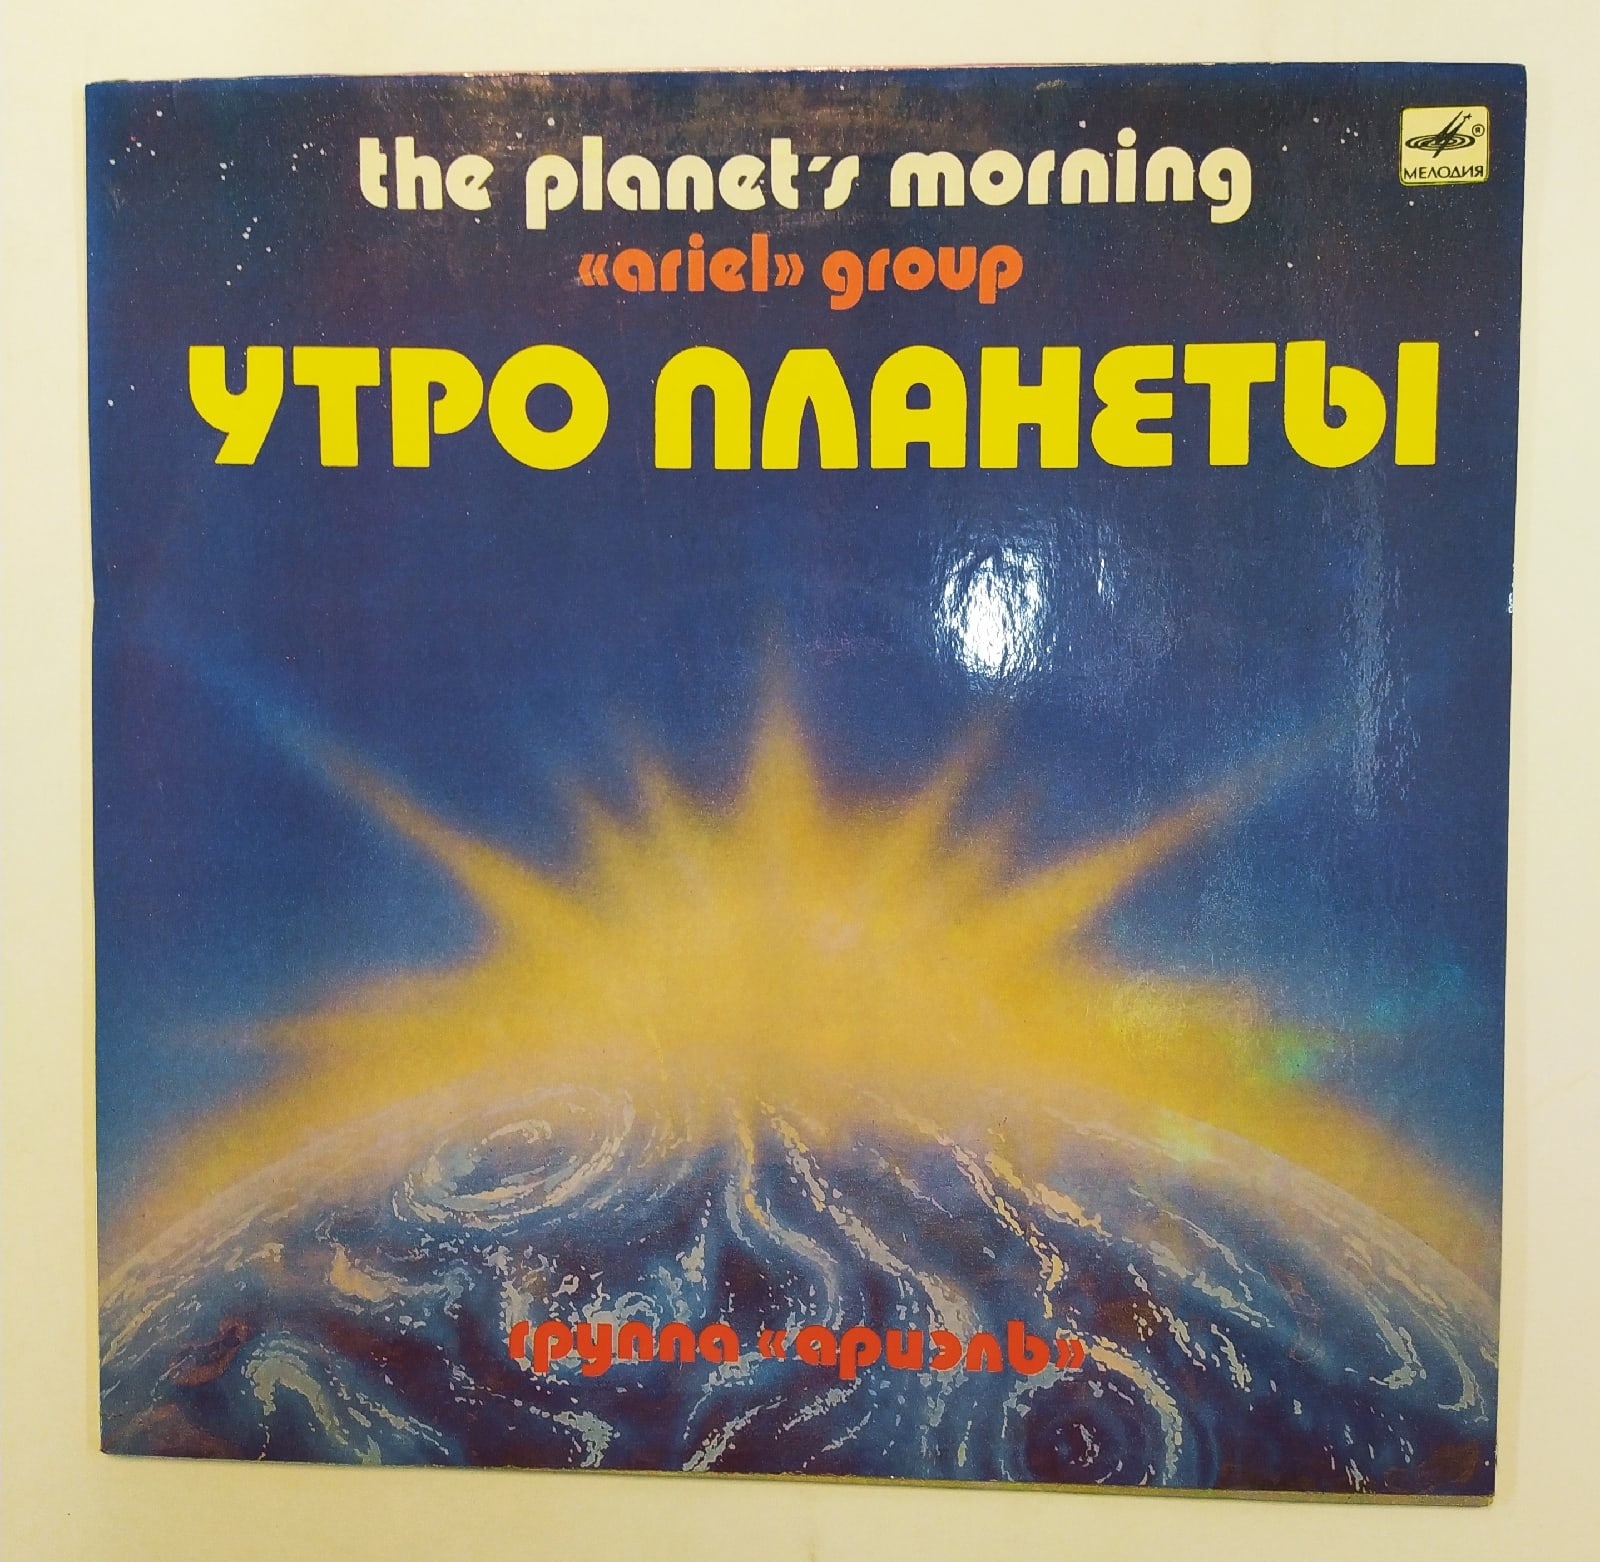 the planet's morning
® МЕЛОДИЯ
«ariel» group
УТРО ПЛАНЕТЫ
группа «ариэль»